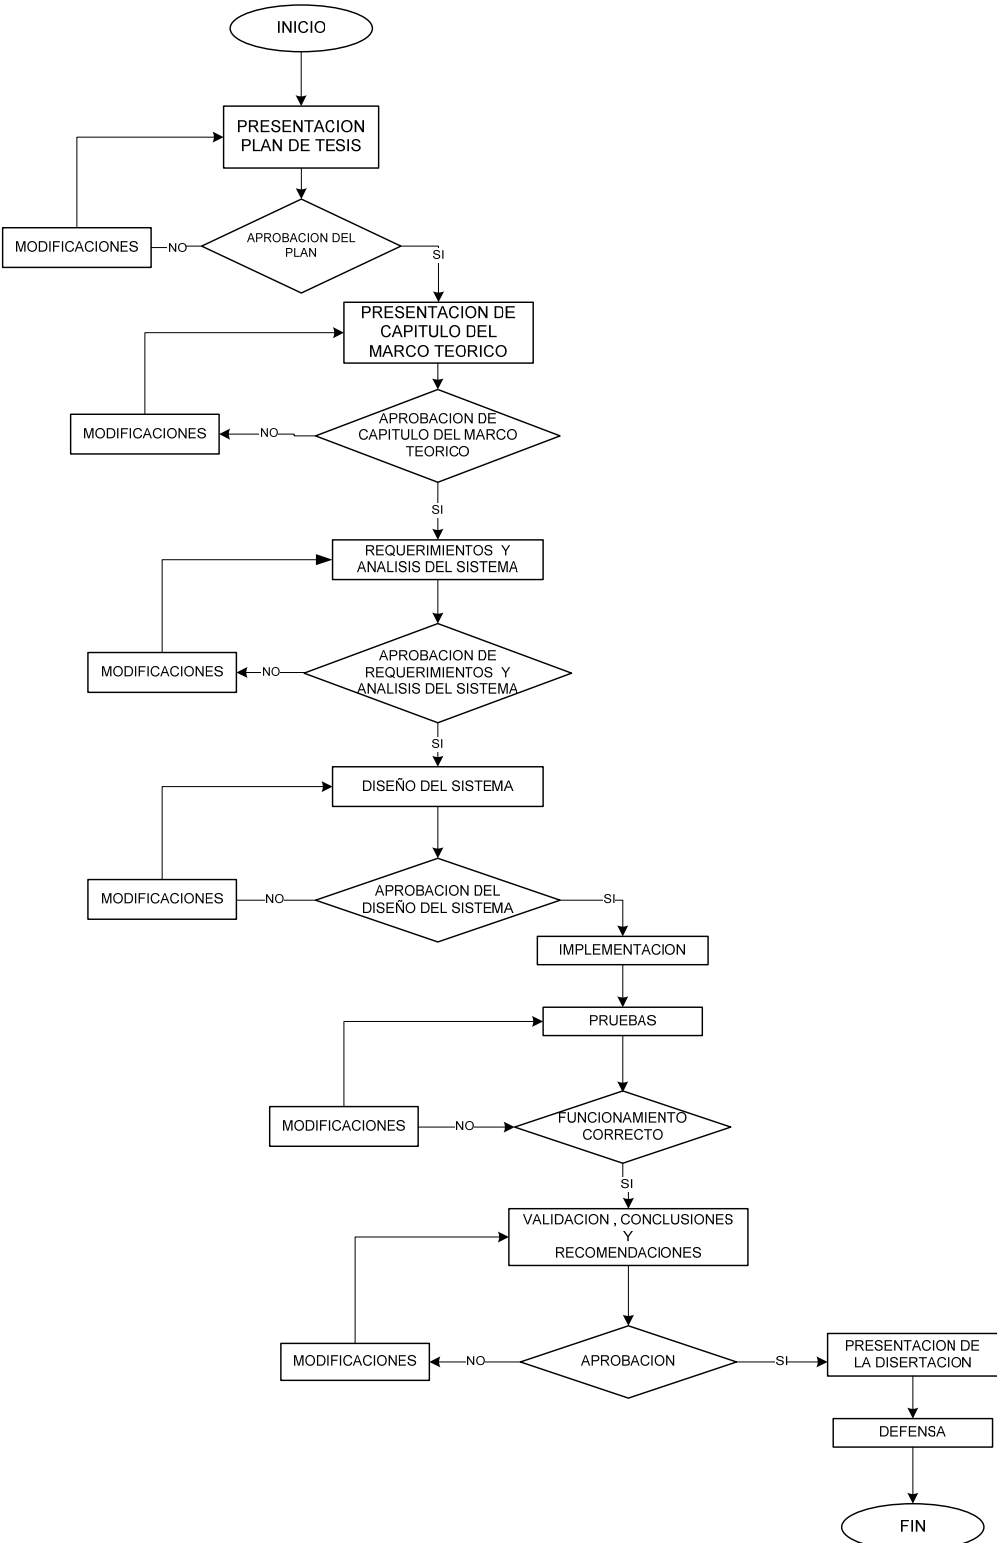 INICIO
PRESENTACION
PLAN DE TESIS
APROBACION DEL
PLAN
MODIFICACIONES
NO
SI
PRESENTACION DE
CAPITULO DEL
MARCO TEORICO
APROBACION DE
CAPITULO DEL MARCO
TEORICO
MODIFICACIONES
NO
SI
REQUERIMIENTOS Y
ANALISIS DEL SISTEMA
APROBACION DE
REQUERIMIENTOS Y
ANALISIS DEL SISTEMA
MODIFICACIONES
NO
SI
DISEÑO DEL SISTEMA
APROBACION DEL
DISEÑO DEL SISTEMA
MODIFICACIONES
NO
SI
IMPLEMENTACION
PRUEBAS
FUNCIONAMIENTO
CORRECTO
MODIFICACIONES
NO
SI
VALIDACION , CONCLUSIONES
Y
RECOMENDACIONES
APROBACION
MODIFICACIONES
NO
SI
PRESENTACION DE
LA DISERTACION
DEFENSA
FIN